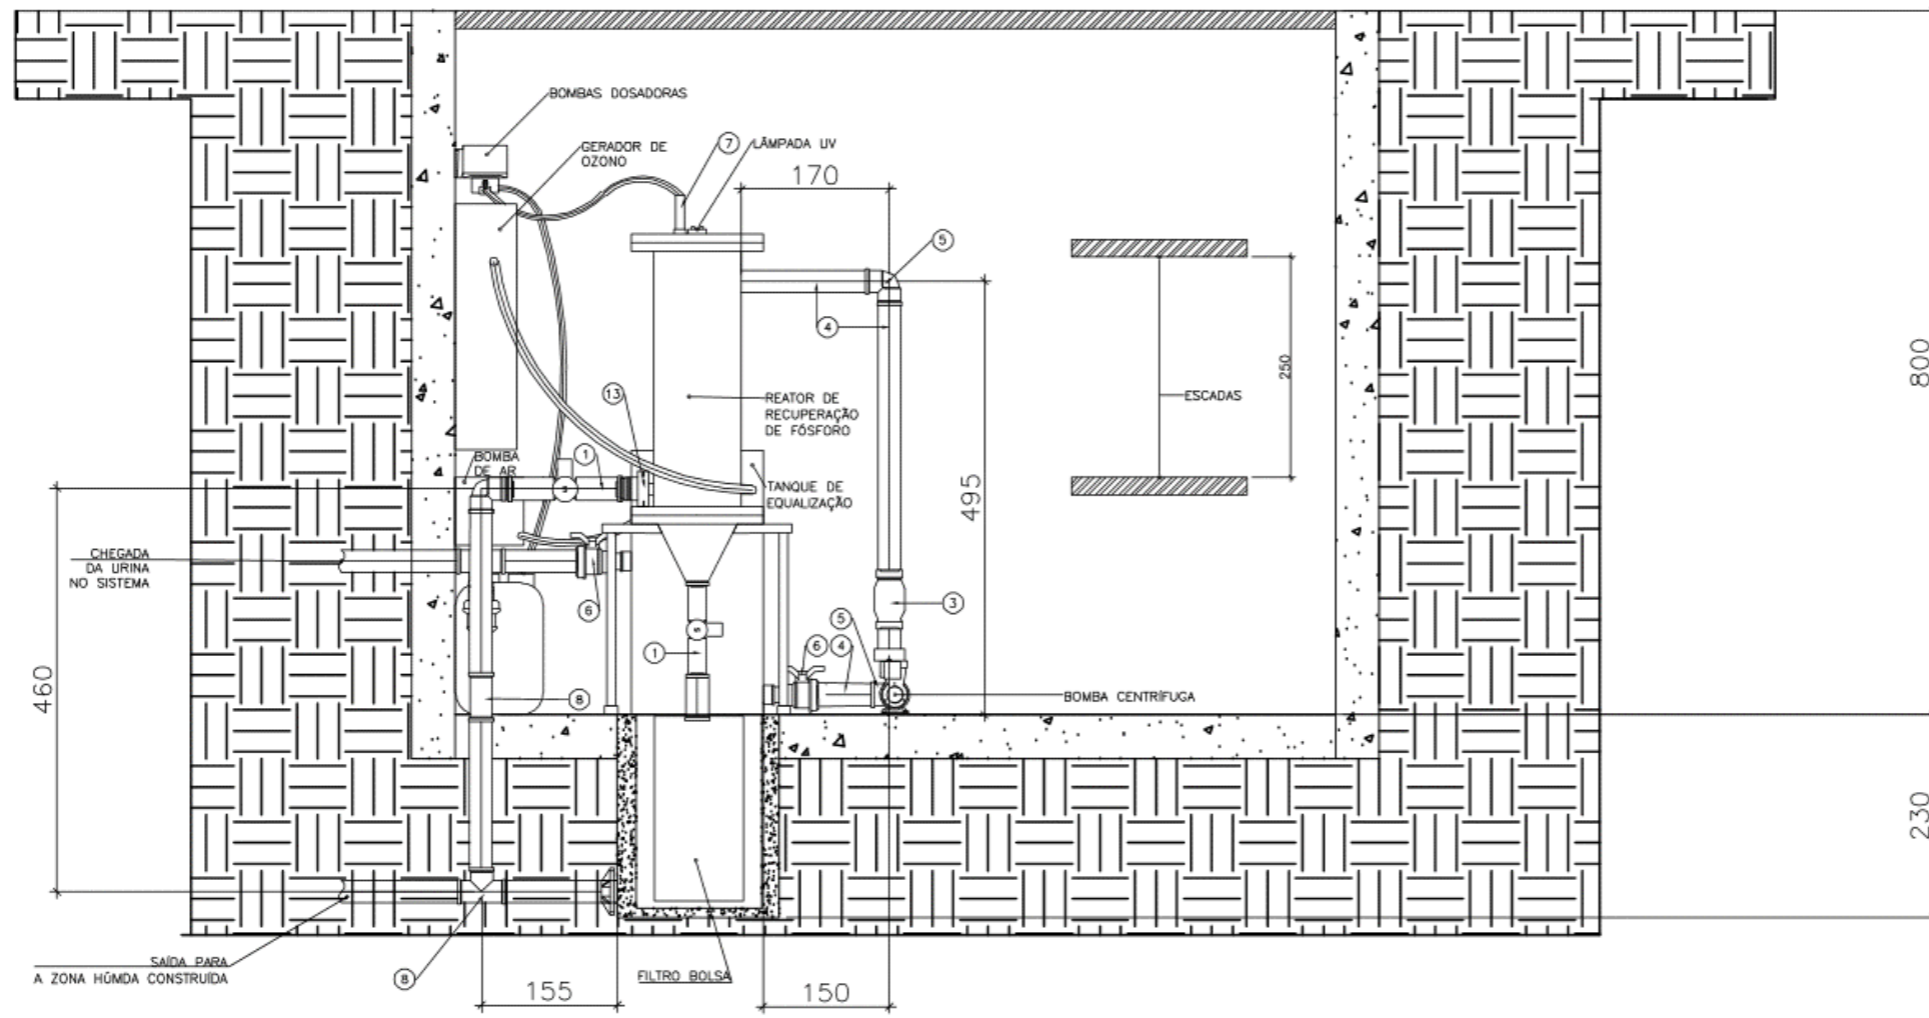 BOMBAS DOSADORAS
GERADOR DE
OZONO
7
LÂMPADA UV
170
5
4
13
REATOR DE
RECUPERAÇÃO
DE FÓSFORO
ESCADAS
250
800
BOMBA
DE AR
1
TANQUE DE
EQUALIZAÇÃO
495
CHEGADA
DA URINA
NO SISTEMA
6
3
5
1
6
4
460
8
BOMBA CENTRÍFUGA
230
SAÍDA PARA
A ZONA HÚMDA CONSTRUÍDA
8
FILTRO BOLSA
155
150